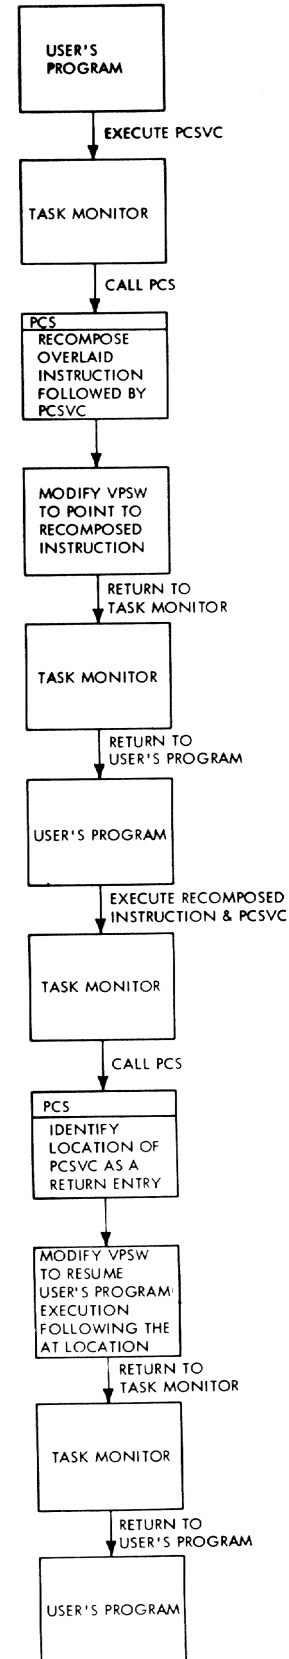 USER'S
PROGRAM
EXECUTE PCSVC
TASK MONITOR
CALL PCS
PCS
RECOMPOSE
OVERLAID
INSTRUCTION
FOLLOWED BY
PCSVC
MODIFY VPSW
TO POINT TO
RECOMPOSED
INSTRUCTION
RETURN TO
TASK MONITOR
TASK MONITOR
RETURN TO
USER'S PROGRAM
USER'S PROGRAM
EXECUTE RECOMPOSED
INSTRUCTION & PCSVC
TASK MONITOR
CALL PCS
PCS
IDENTIFY
LOCATION OF
PCSVC AS A
RETURN ENTRY
MODIFY VPSW
TO RESUME
USER'S PROGRAM
EXECUTION
FOLLOWING THE
AT LOCATION
RETURN TO
TASK MONITOR
TASK MONITOR
RETURN TO
USER'S PROGRAM
USER'S PROGRAM